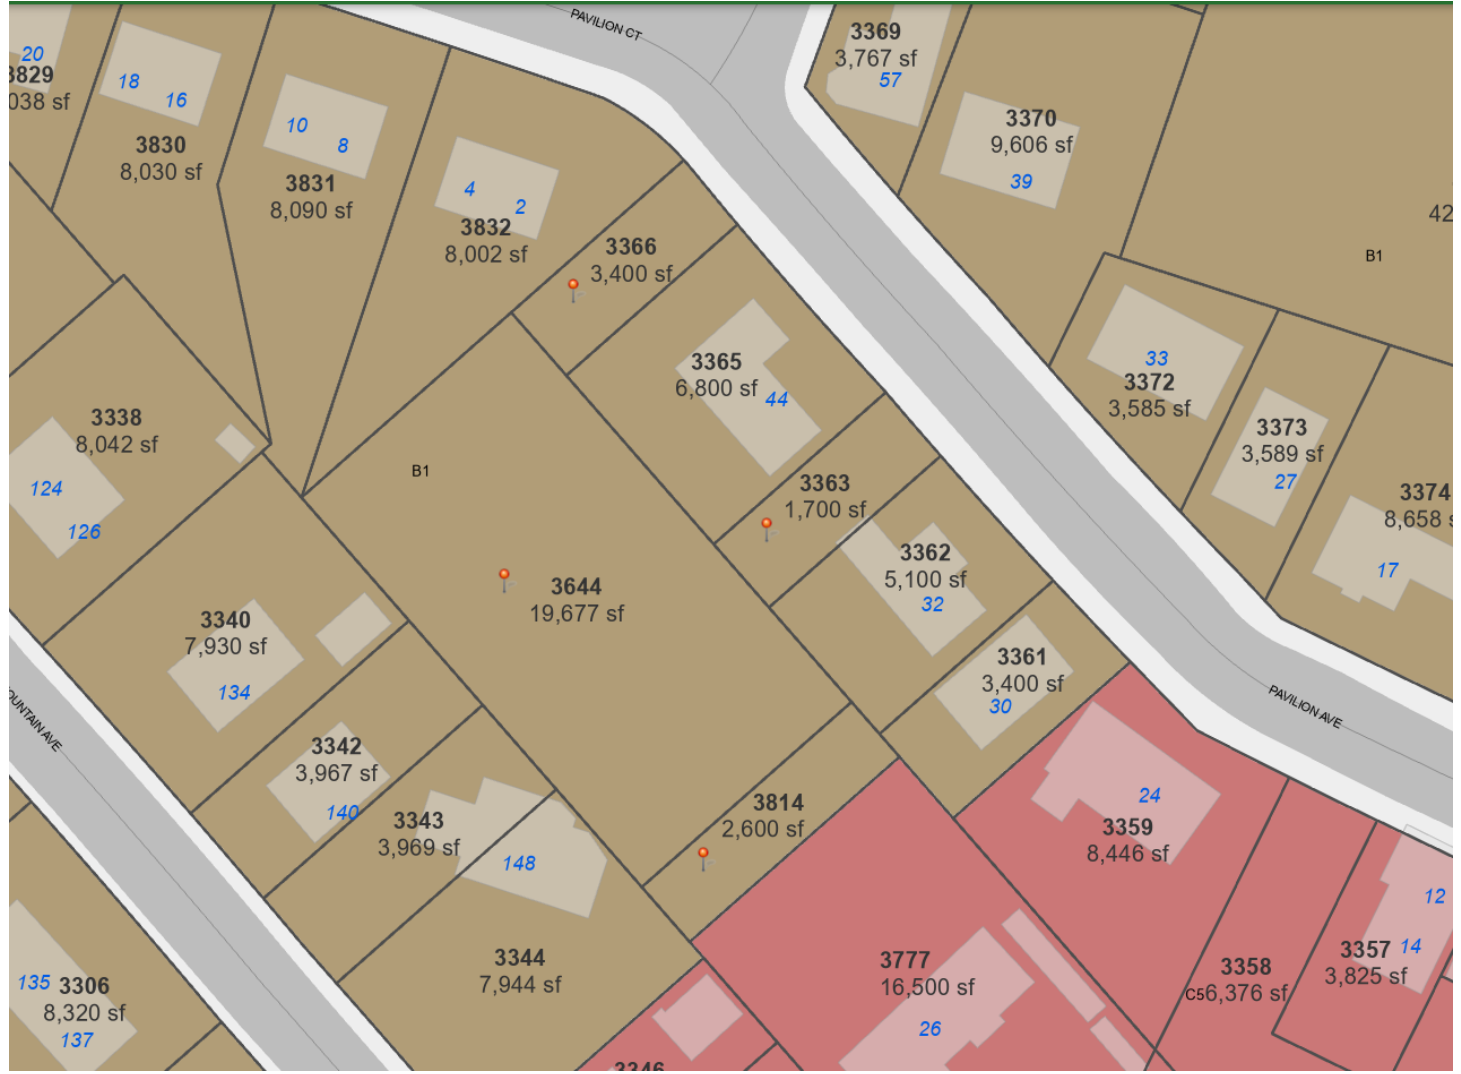 PAVILION CT
3369
3,767 sf
57
20
3829
038 sf
18
16
3830
8,030 sf
10
8
3831
8,090 sf
4
2
3832
8,002 sf
3370
9,606 sf
39
42
B1
3366
3,400 sf
3365
6,800 sf
44
33
3372
3,585 sf
3373
3,589 sf
27
3374
8,658 s
17
3338
8,042 sf
124
126
B1
3363
1,700 sf
3362
5,100 sf
32
3644
19,677 sf
3340
7,930 sf
134
3361
3,400 sf
30
PAVILION AVE
OUNTAIN AVE
3342
3,967 sf
140
3343
3,969 sf
148
3814
2,600 sf
24
3359
8,446 sf
12
14
3357
3,825 sf
3358
C5
6,376 sf
3344
7,944 sf
3777
16,500 sf
26
135
3306
8,320 sf
137
3346